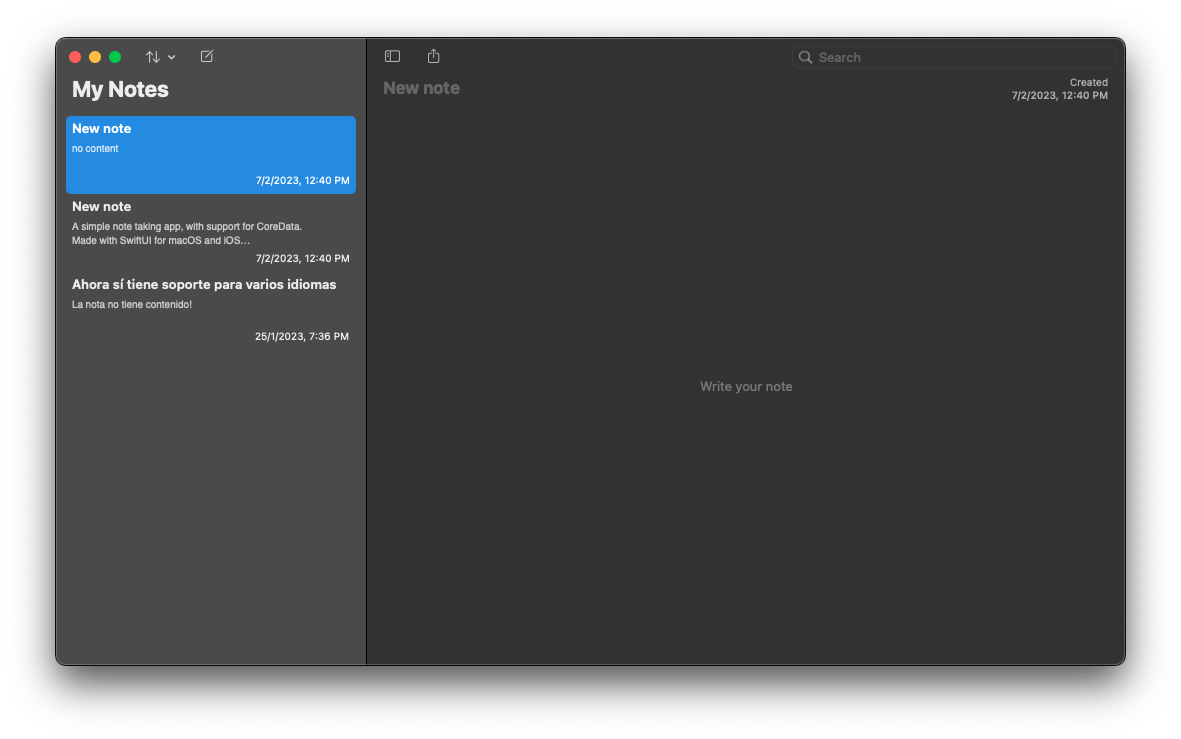 My Notes
New note
no content
7/2/2023, 12:40 PM
New note
A simple note taking app, with support for CoreData.
Made with SwiftUI for macOS and iOS...
7/2/2023, 12:40 PM
Ahora sí tiene soporte para varios idiomas
La nota no tiene contenido!
25/1/2023, 7:36 PM
Search
New note
Created
7/2/2023, 12:40 PM
Write your note